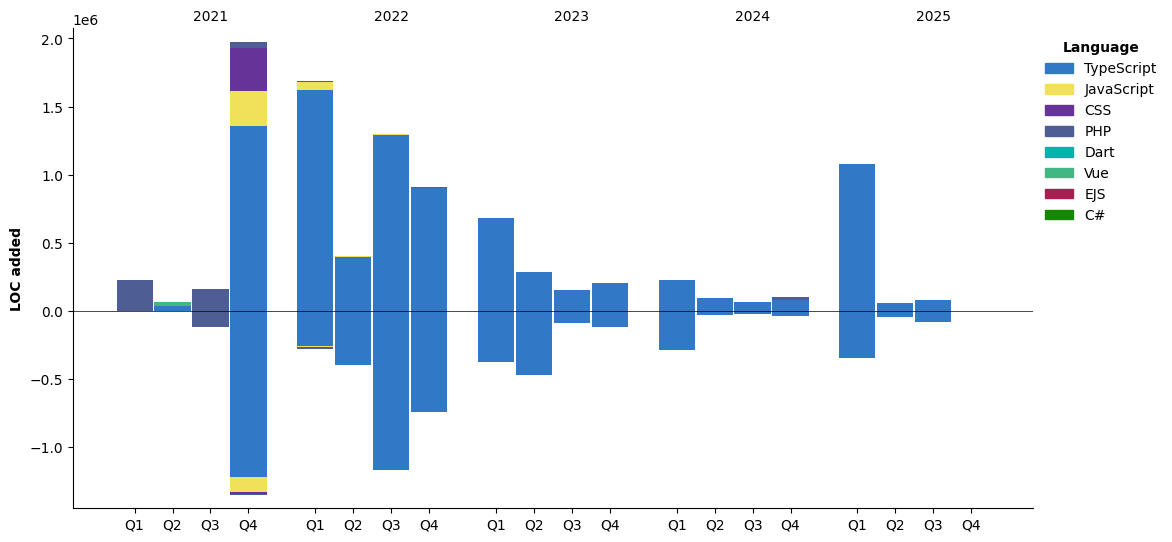 1e6
2021 2022 2023 2024 2025
2.0
1.5
1.0
0.5
0.0
−0.5
−1.0
LOC added
Q1 Q2 Q3 Q4 Q1 Q2 Q3 Q4 Q1 Q2 Q3 Q4 Q1 Q2 Q3 Q4 Q1 Q2 Q3 Q4
Language
TypeScript
JavaScript
CSS
PHP
Dart
Vue
EJS
C#